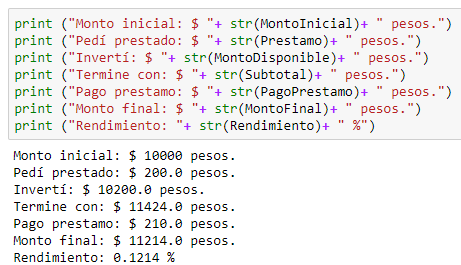 print ("Monto inicial: $ "+ str(MontoInicial)+ " pesos.")
print ("Pedí prestado: $ "+ str(Prestamo)+ " pesos.")
print ("Invertí: $ "+ str(MontoDisponible)+ " pesos.")
print ("Termine con: $ "+ str(Subtotal)+ " pesos.")
print ("Pago prestamo: $ "+ str(PagoPrestamo)+ " pesos.")
print ("Monto final: $ "+ str(MontoFinal)+ " pesos.")
print ("Rendimiento: "+ str(Rendimiento)+ " %")
Monto inicial: $ 10000 pesos.
Pedí prestado: $ 200.0 pesos.
Invertí: $ 10200.0 pesos.
Termine con: $ 11424.0 pesos.
Pago prestamo: $ 210.0 pesos.
Monto final: $ 11214.0 pesos.
Rendimiento: 0.1214 %